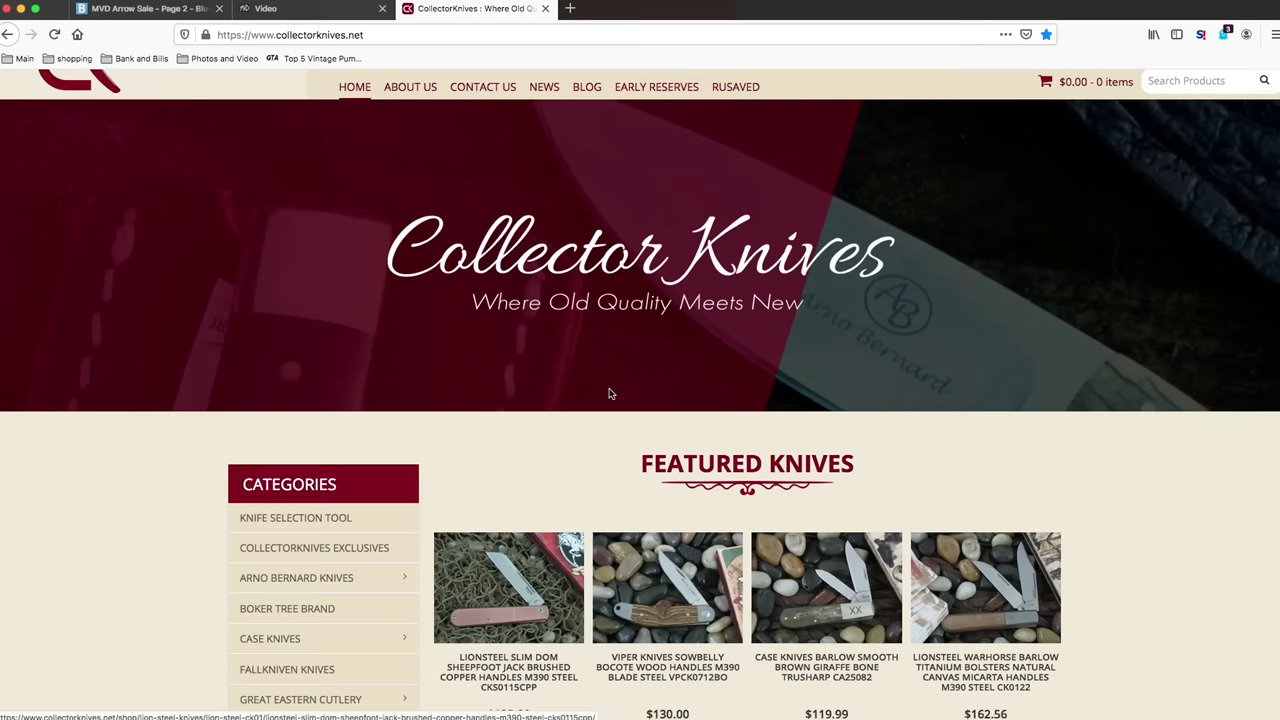 MVD Arrow Sale - Page 2 - Blu
Video
CollectorKnives : Where Old Qu
https://www.collectorknives.net
3
Main
shopping
Bank and Bills
Photos and Video
GTA Top 5 Vintage Pum...
HOME
ABOUT US
CONTACT US
NEWS
BLOG
EARLY RESERVES
RUSAVED
$0.00 - 0 items
Search Products
Collector Knives
Where Old Quality Meets New
AB
Arno Bernard
CATEGORIES
KNIFE SELECTION TOOL
COLLECTORKNIVES EXCLUSIVES
ARNO BERNARD KNIVES
BOKER TREE BRAND
CASE KNIVES
FALLKNIVEN KNIVES
GREAT EASTERN CUTLERY
FEATURED KNIVES
XX
LIONSTEEL SLIM DOM
SHEEPFOOT JACK BRUSHED
COPPER HANDLES M390 STEEL
CKS0115CPP
VIPER KNIVES SOWBELLY
BOCOTE WOOD HANDLES M390
BLADE STEEL VPCK0712BO
$130.00
CASE KNIVES BARLOW SMOOTH
BROWN GIRAFFE BONE
TRUSHARP CA25082
$119.99
LIONSTEEL WARHORSE BARLOW
TITANIUM BOLSTERS NATURAL
CANVAS MICARTA HANDLES
M390 STEEL CK0122
$162.56
https://www.collectorknives.net/shop/lion-steel-knives/lion-steel-ck01/lionsteel-slim-dom-sheepfoot-jack-brushed-copper-handles-m390-steel-cks0115cpp/